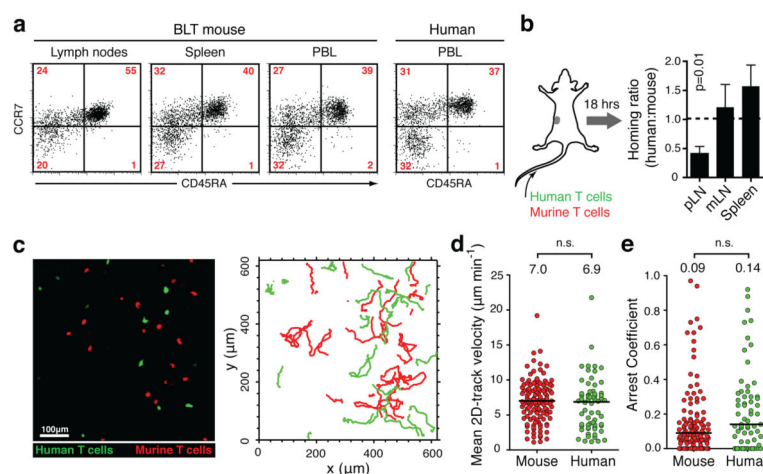 a
BLT mouse
Human
Lymph nodes
Spleen
PBL
PBL
24 55
20 1
32 40
27 1
27 39
32 2
31 37
32 1
CCR7
CD45RA
CD45RA
b
18 hrs
Human T cells
Murine T cells
Homing ratio
(human:mouse)
2.0
1.5
1.0
0.5
0
p=0.01
pLN
mLN
Spleen
c
100µm
Human T cells
Murine T cells
y (µm)
600
400
200
0
0 200 400 600
x (µm)
d
n.s.
7.0 6.9
Mean 2D-track velocity (µm min⁻¹)
25
20
15
10
5
0
Mouse Human
e
n.s.
0.09 0.14
Arrest Coefficient
1.0
0.8
0.6
0.4
0.2
0.0
Mouse Huma